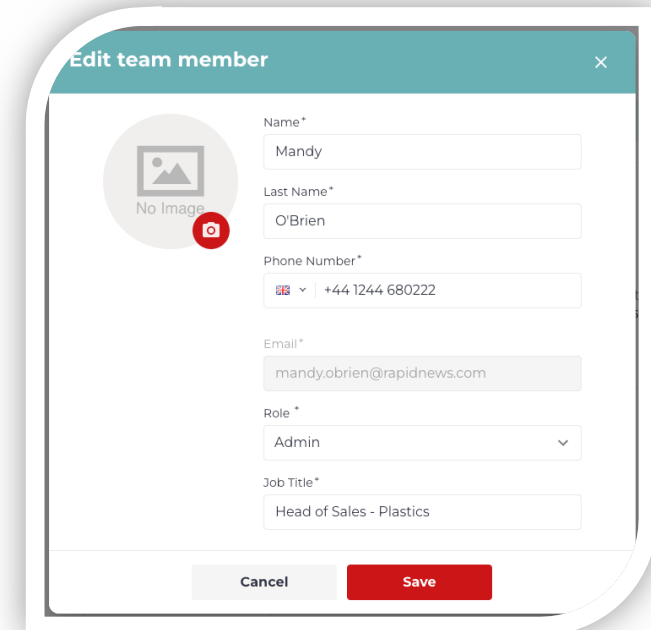 Edit team member
No Image
Name*
Mandy
Last Name*
O'Brien
Phone Number*
+44 1244 680222
Email*
mandy.obrien@rapidnews.com
Role *
Admin
Job Title*
Head of Sales - Plastics
Cancel
Save